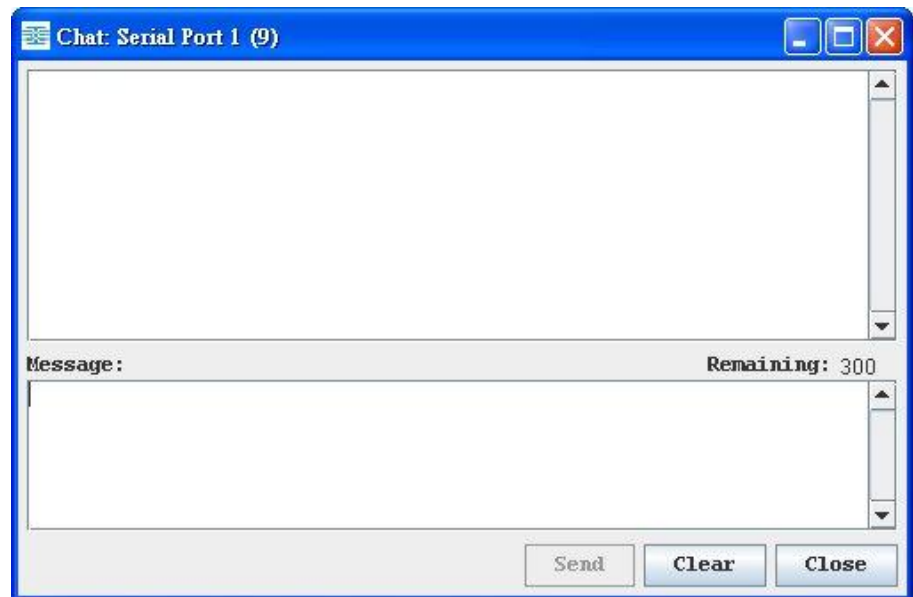 Chat: Serial Port 1 (9)
Message: Remaining: 300
Send Clear Close